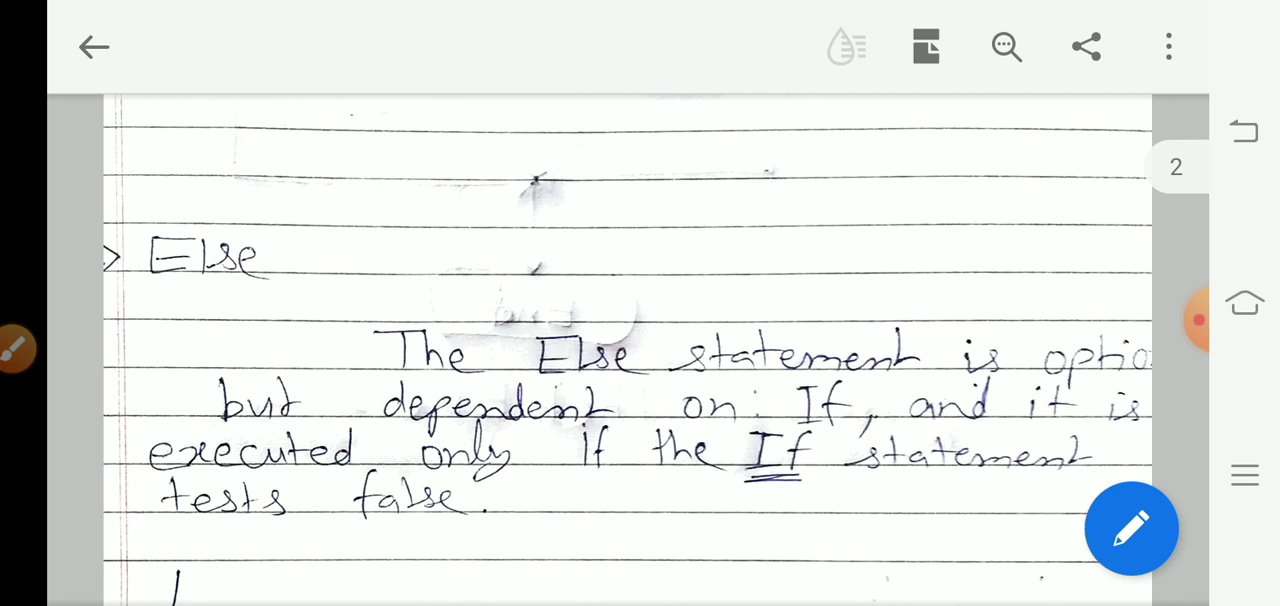 2
> Else
The Else statement is optio
but dependent on If, and it is
executed only if the If statement
tests false.